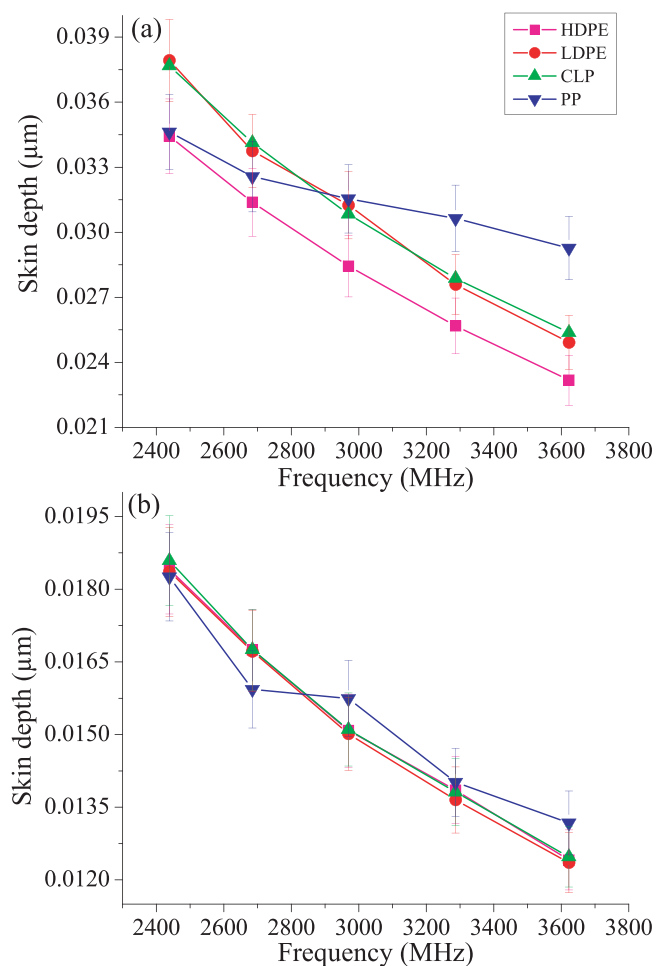 (a)
HDPE
LDPE
CLP
PP
0.039
0.036
0.033
0.030
0.027
0.024
0.021
Skin depth (μm)
2400 2600 2800 3000 3200 3400 3600 3800
Frequency (MHz)
(b)
0.0195
0.0180
0.0165
0.0150
0.0135
0.0120
Skin depth (μm)
2400 2600 2800 3000 3200 3400 3600 3800
Frequency (MHz)